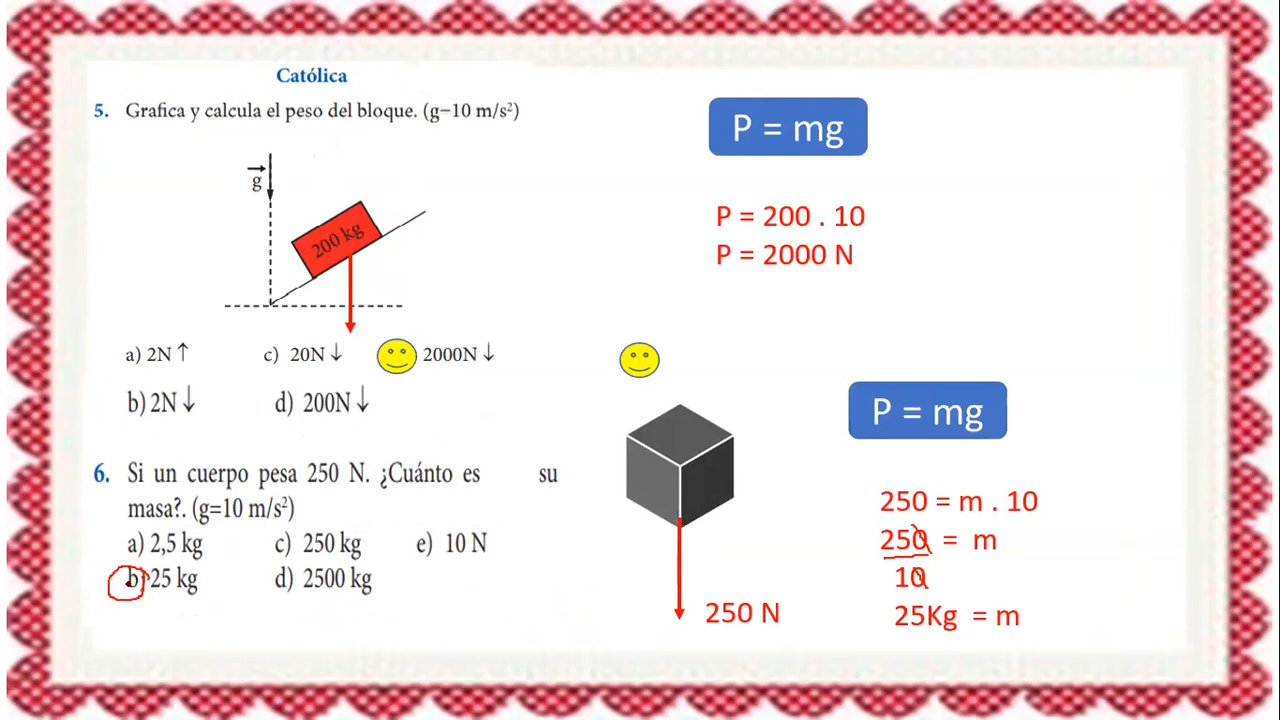 Católica
5. Grafica y calcula el peso del bloque. (g−10 m/s²)
g
200 kg
a) 2N ↑ c) 20N ↓ 2000N ↓
b) 2N ↓ d) 200N ↓
6. Si un cuerpo pesa 250 N. ¿Cuánto es su
masa?. (g=10 m/s²)
a) 2,5 kg c) 250 kg e) 10 N
b) 25 kg d) 2500 kg
P = mg
P = 200 . 10
P = 2000 N
P = mg
250 = m . 10
250 = m
10
25Kg = m
250 N